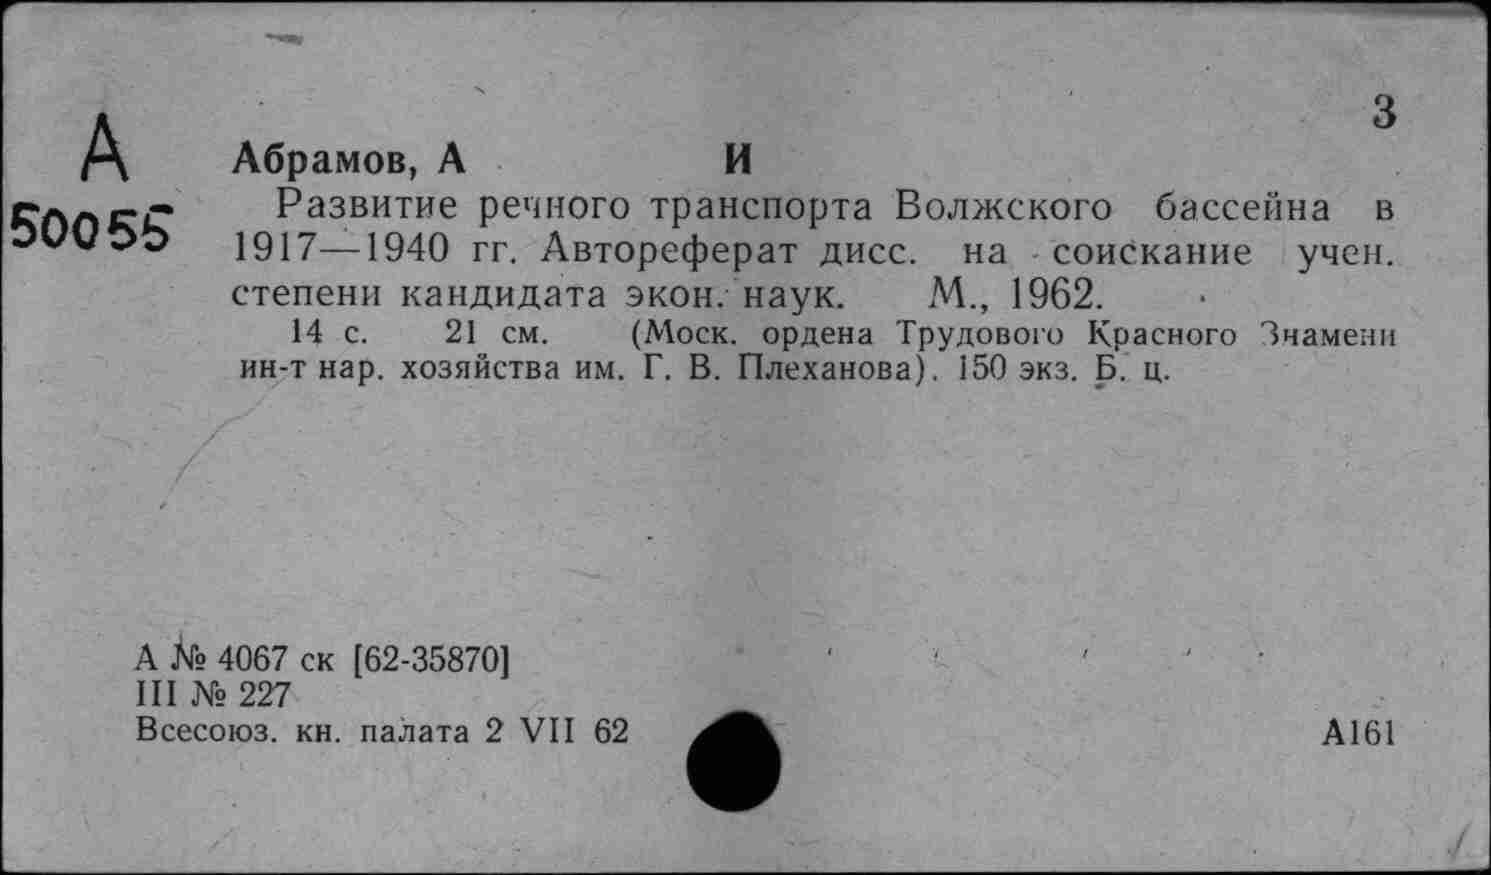 3
А
50055
Абрамов, А И
Развитие речного транспорта Волжского бассейна в
1917—1940 гг. Автореферат дисс. на соискание учен.
степени кандидата экон. наук. М., 1962.
14 с. 21 см. (Моск. ордена Трудового Красного Знамени
ин-т нар. хозяйства им. Г. В. Плеханова). 150 экз. Б. ц.
А № 4067 ск [62-35870]
III № 227
Всесоюз. кн. палата 2 VII 62
А161